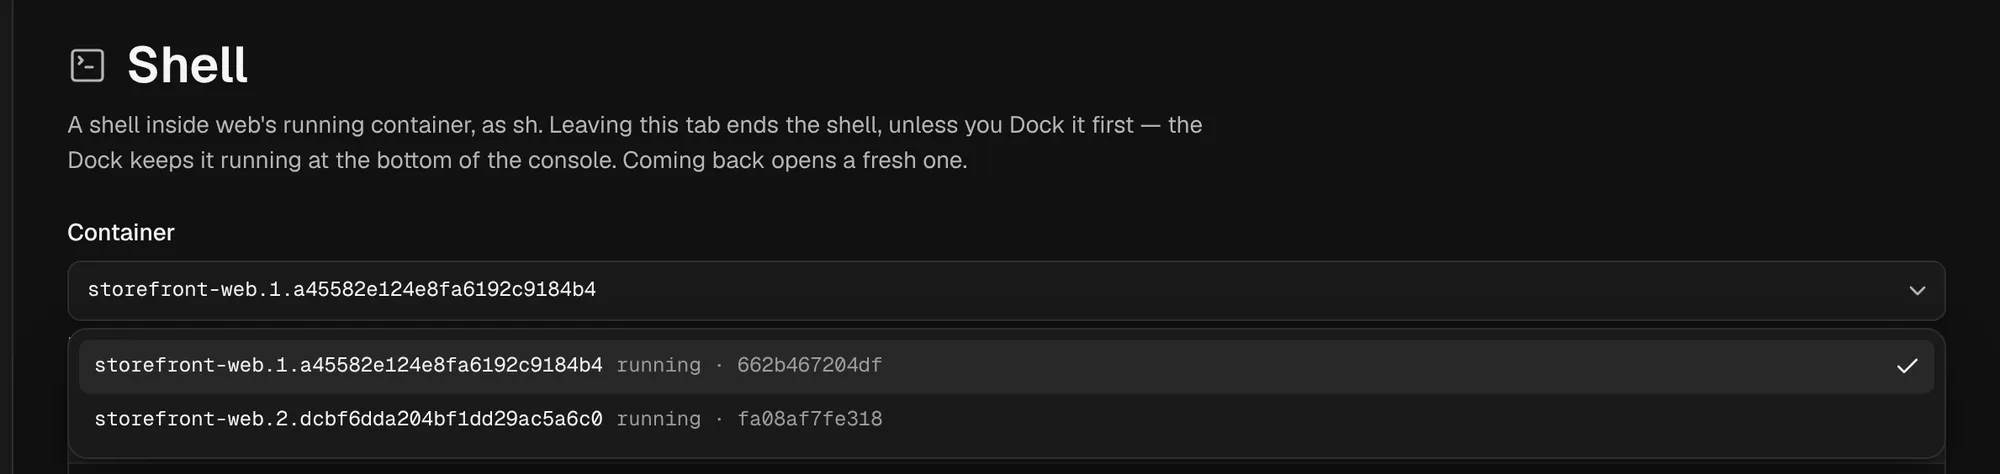 Shell
A shell inside web's running container, as sh. Leaving this tab ends the shell, unless you Dock it first — the
Dock keeps it running at the bottom of the console. Coming back opens a fresh one.
Container
storefront-web.1.a45582e124e8fa6192c9184b4
storefront-web.1.a45582e124e8fa6192c9184b4 running · 662b467204df
storefront-web.2.dcbf6dda204bf1dd29ac5a6c0 running · fa08af7fe318